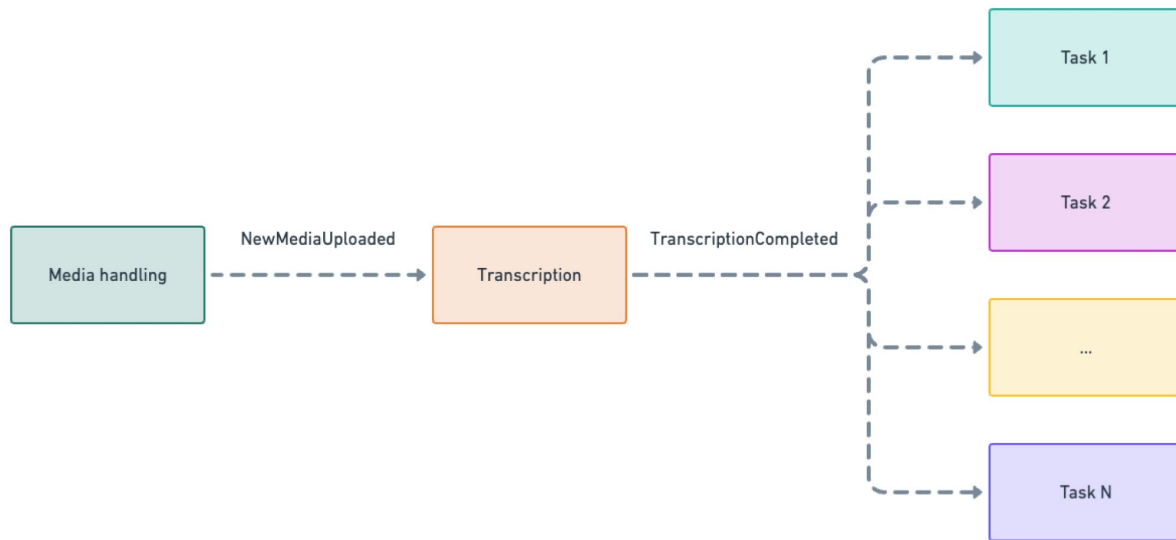 Task 1
Task 2
NewMediaUploaded
TranscriptionCompleted
Media handling
Transcription
...
Task N